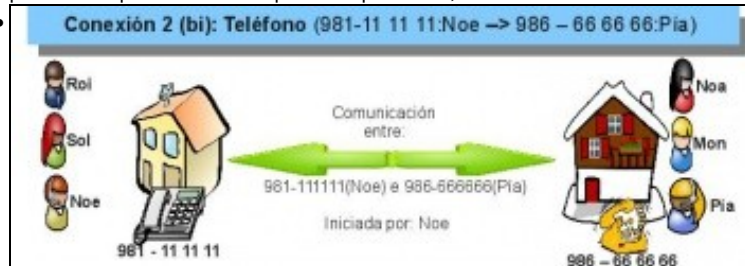 Conexión 2 (bi): Teléfono (981-11 11 11:Noe –> 986 – 66 66 66:Pía)
Roi
Sol
Noe
981 - 11 11 11
Comunicación
entre:
981-111111(Noe) e 986-666666(Pía)
Iniciada por: Noe
Noa
Mon
Pía
986 – 66 66 66